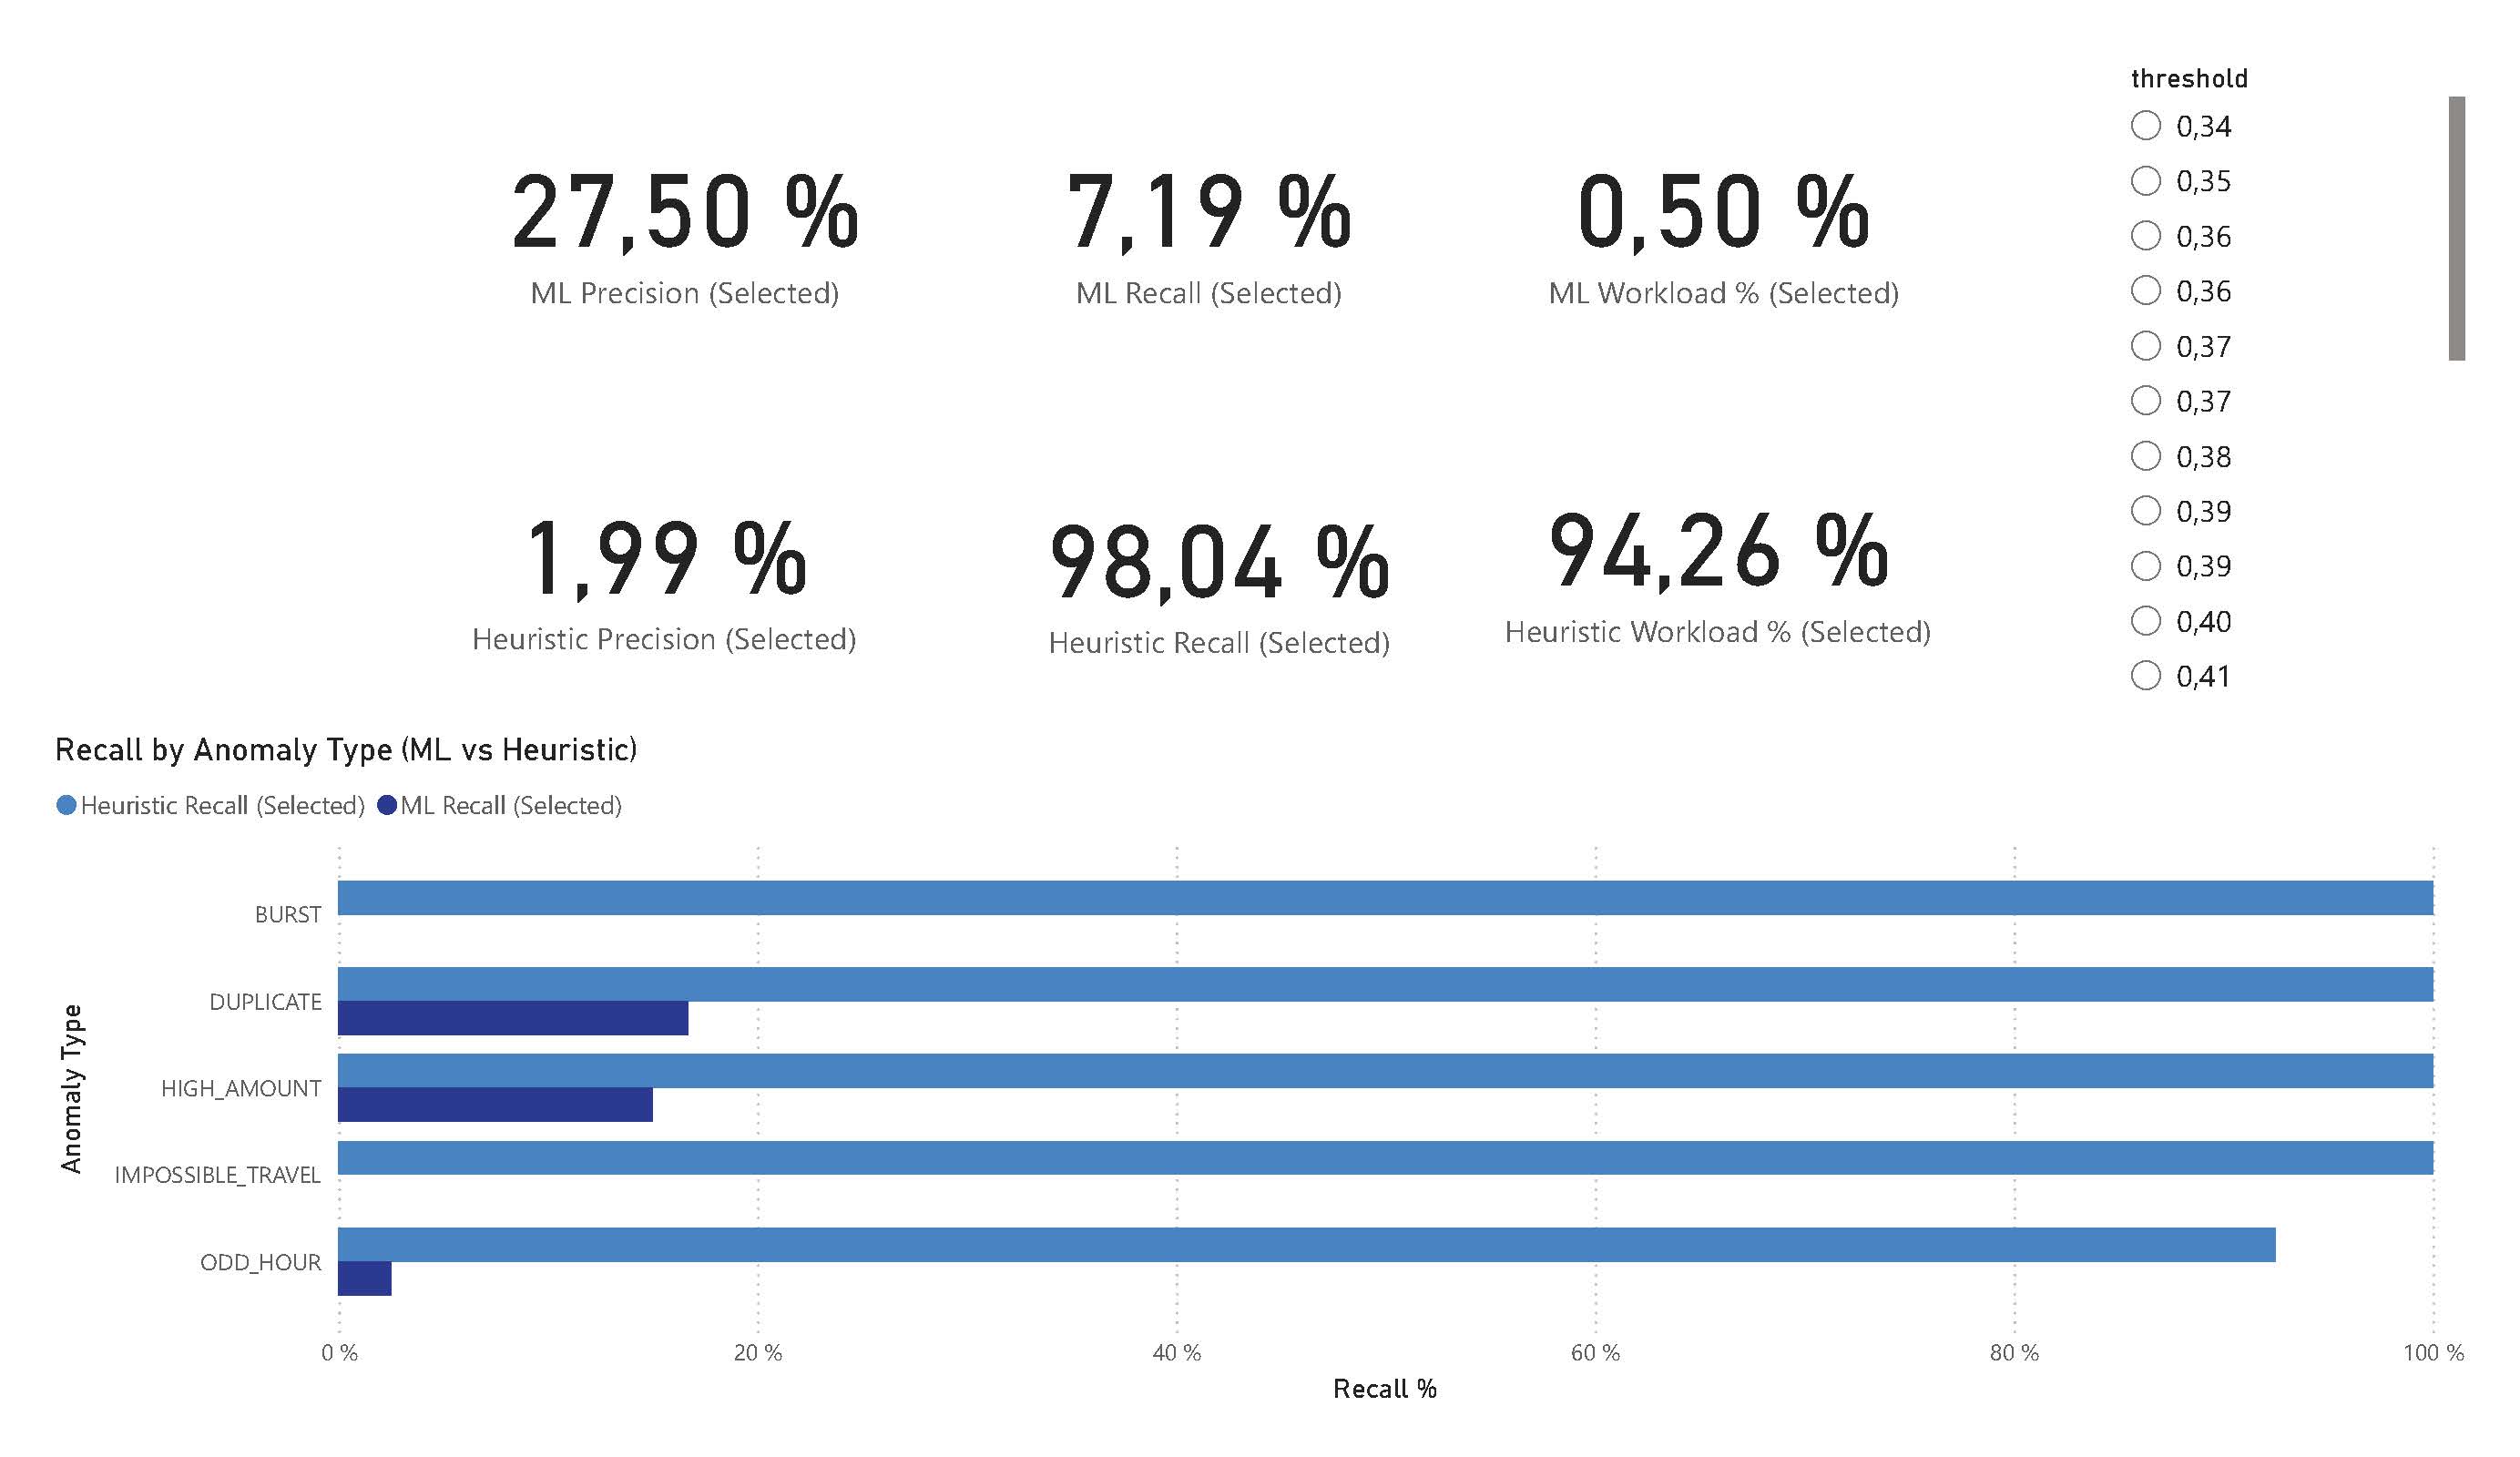 threshold
0,34
0,35
0,36
0,36
0,37
0,37
0,38
0,39
0,39
0,40
0,41
27,50 %
ML Precision (Selected)
7,19 %
ML Recall (Selected)
0,50 %
ML Workload % (Selected)
1,99 %
Heuristic Precision (Selected)
98,04 %
Heuristic Recall (Selected)
94,26 %
Heuristic Workload % (Selected)
Recall by Anomaly Type (ML vs Heuristic)
Heuristic Recall (Selected) ML Recall (Selected)
Anomaly Type
BURST
DUPLICATE
HIGH_AMOUNT
IMPOSSIBLE_TRAVEL
ODD_HOUR
0 % 20 % 40 % 60 % 80 % 100 %
Recall %